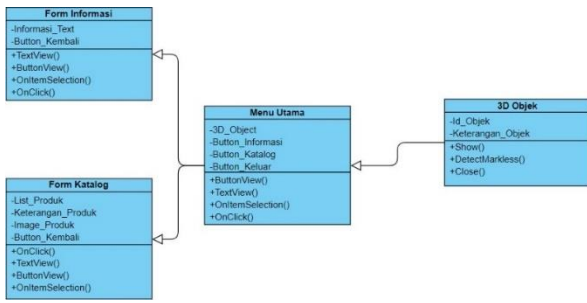 Form Informasi
-Informasi_Text
-Button_Kembali
+TextView()
+ButtonView()
+OnItemSelection()
+OnClick()
Menu Utama
-3D_Object
-Button_Informasi
-Button_Katalog
-Button_Keluar
+ButtonView()
+TextView()
+OnItemSelection()
+OnClick()
3D Objek
-Id_Objek
-Keterangan_Objek
+Show()
+DetectMarkless()
+Close()
Form Katalog
-List_Produk
-Keterangan_Produk
-Image_Produk
-Button_Kembali
+OnClick()
+TextView()
+ButtonView()
+OnItemSelection()